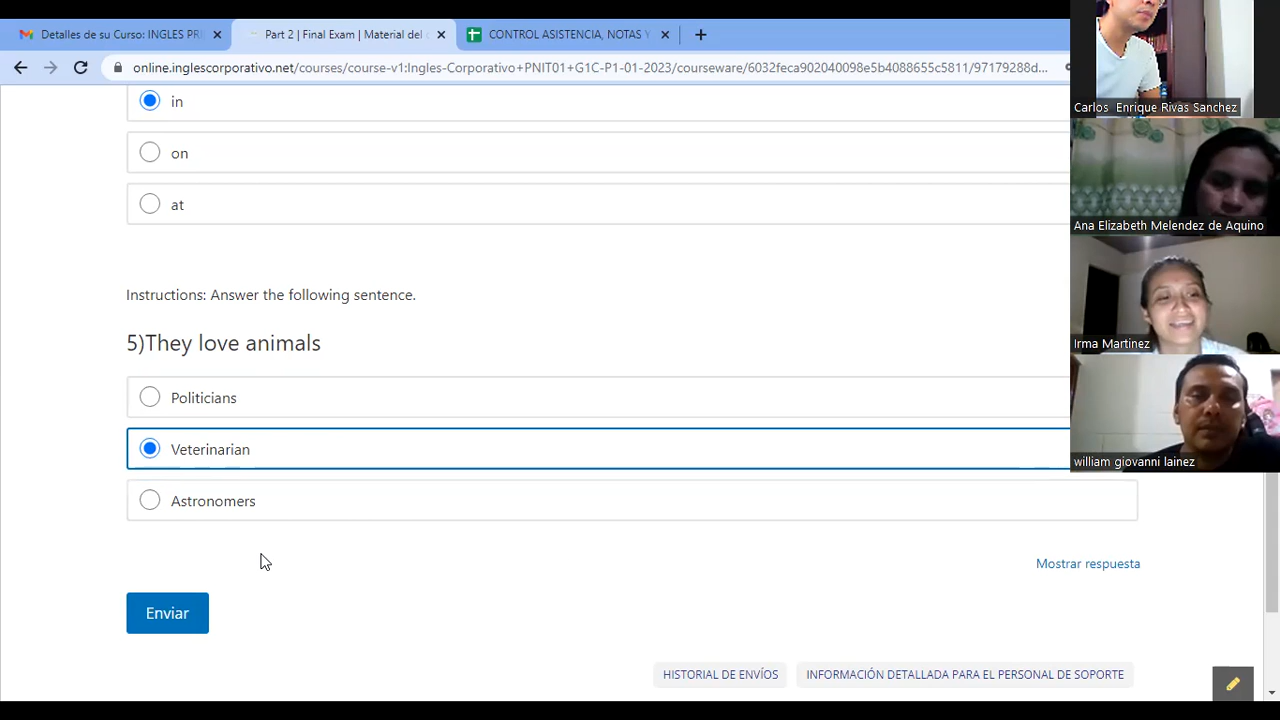 Detalles de su Curso: INGLES PRI
Part 2 | Final Exam | Material del c
CONTROL ASISTENCIA, NOTAS Y
online.inglescorporativo.net/courses/course-v1:Ingles-Corporativo+PNIT01+G1C-P1-01-2023/courseware/6032feca902040098e5b4088655c5811/97179288d...
Carlos Enrique Rivas Sanchez
in
on
at
Ana Elizabeth Melendez de Aquino
Instructions: Answer the following sentence.
5)They love animals
Irma Martinez
Politicians
Veterinarian
william giovanni lainez
Astronomers
Mostrar respuesta
Enviar
HISTORIAL DE ENVÍOS
INFORMACIÓN DETALLADA PARA EL PERSONAL DE SOPORTE